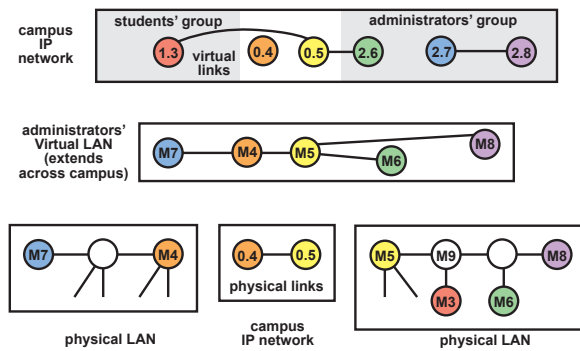 students' group
administrators' group
campus
IP
network
1.3
virtual
links
0.4
0.5
2.6
2.7
2.8
administrators'
Virtual LAN
(extends
across campus)
M7
M4
M5
M6
M8
M7
M4
0.4
0.5
physical links
M5
M9
M8
M3
M6
physical LAN
campus
IP network
physical LAN